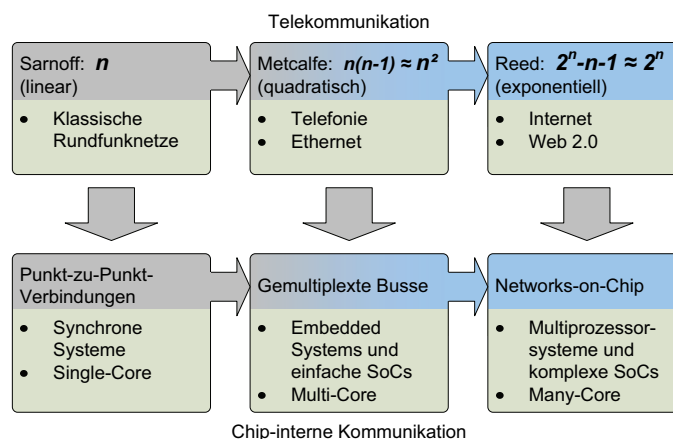 Telekommunikation
Sarnoff: n
(linear)
• Klassische
Rundfunknetze
Metcalfe: n(n-1) ≈ n²
(quadratisch)
• Telefonie
• Ethernet
Reed: 2ⁿ-n-1 ≈ 2ⁿ
(exponentiell)
• Internet
• Web 2.0
Punkt-zu-Punkt-
Verbindungen
• Synchrone
Systeme
• Single-Core
Gemultiplexte Busse
• Embedded
Systems und
einfache SoCs
• Multi-Core
Networks-on-Chip
• Multiprozessor-
systeme und
komplexe SoCs
• Many-Core
Chip-interne Kommunikation